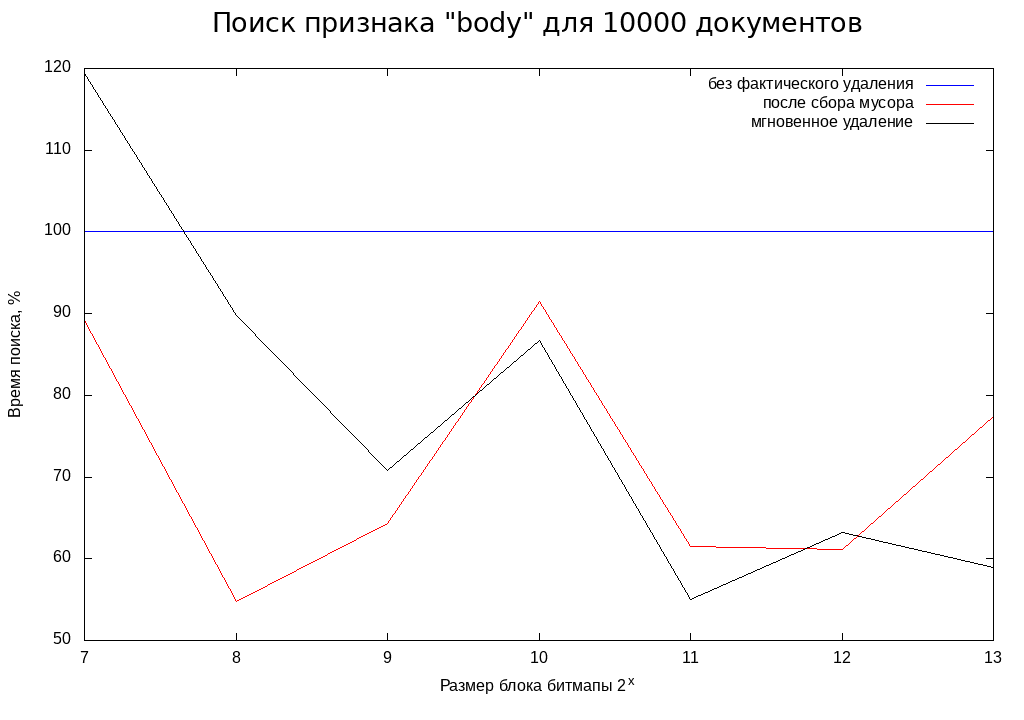 Поиск признака "body" для 10000 документов
без фактического удаления
после сбора мусора
мгновенное удаление
120
110
100
90
80
70
60
50
Время поиска, %
7 8 9 10 11 12 13
Размер блока битмапы 2^x